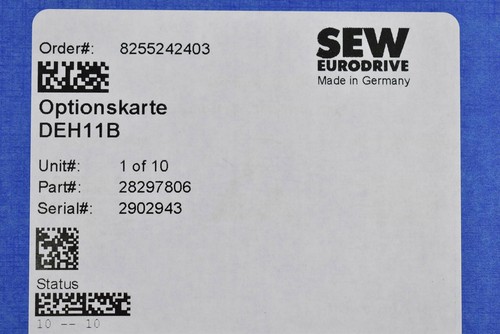 Order#: 8255242403
SEW
EURODRIVE
Made in Germany
Optionskarte
DEH11B
Unit#: 1 of 10
Part#: 28297806
Serial#: 2902943
Status
10 -- 10